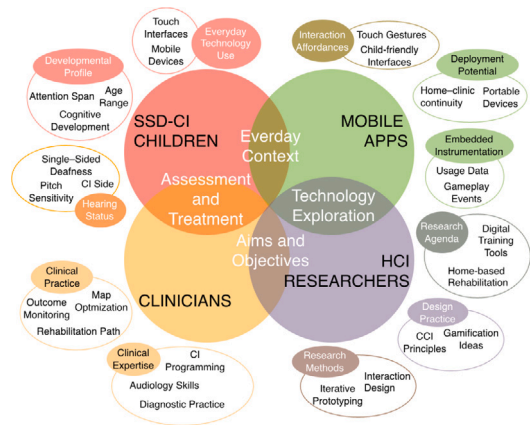 Touch
Interfaces
Mobile
Devices
Everyday
Technology
Use
Interaction
Affordances
Touch Gestures
Child-friendly
Interfaces
Developmental
Profile
Attention Span
Age
Range
Cognitive
Development
Deployment
Potential
Home-clinic
continuity
Portable
Devices
SSD-CI
CHILDREN
MOBILE
APPS
Everday
Context
Embedded
Instrumentation
Usage Data
Gameplay
Events
Single-Sided
Deafness
Pitch
Sensitivity
CI Side
Hearing
Status
Assessment
and
Treatment
Technology
Exploration
Research
Agenda
Digital
Training
Tools
Home-based
Rehabilitation
Aims and
Objectives
HCI
RESEARCHERS
CLINICIANS
Clinical
Practice
Outcome
Monitoring
Map
Optmization
Rehabilitation Path
Design
Practice
CCI
Principles
Gamification
Ideas
Clinical
Expertise
CI
Programming
Audiology Skills
Diagnostic Practice
Research
Methods
Interaction
Design
Iterative
Prototyping